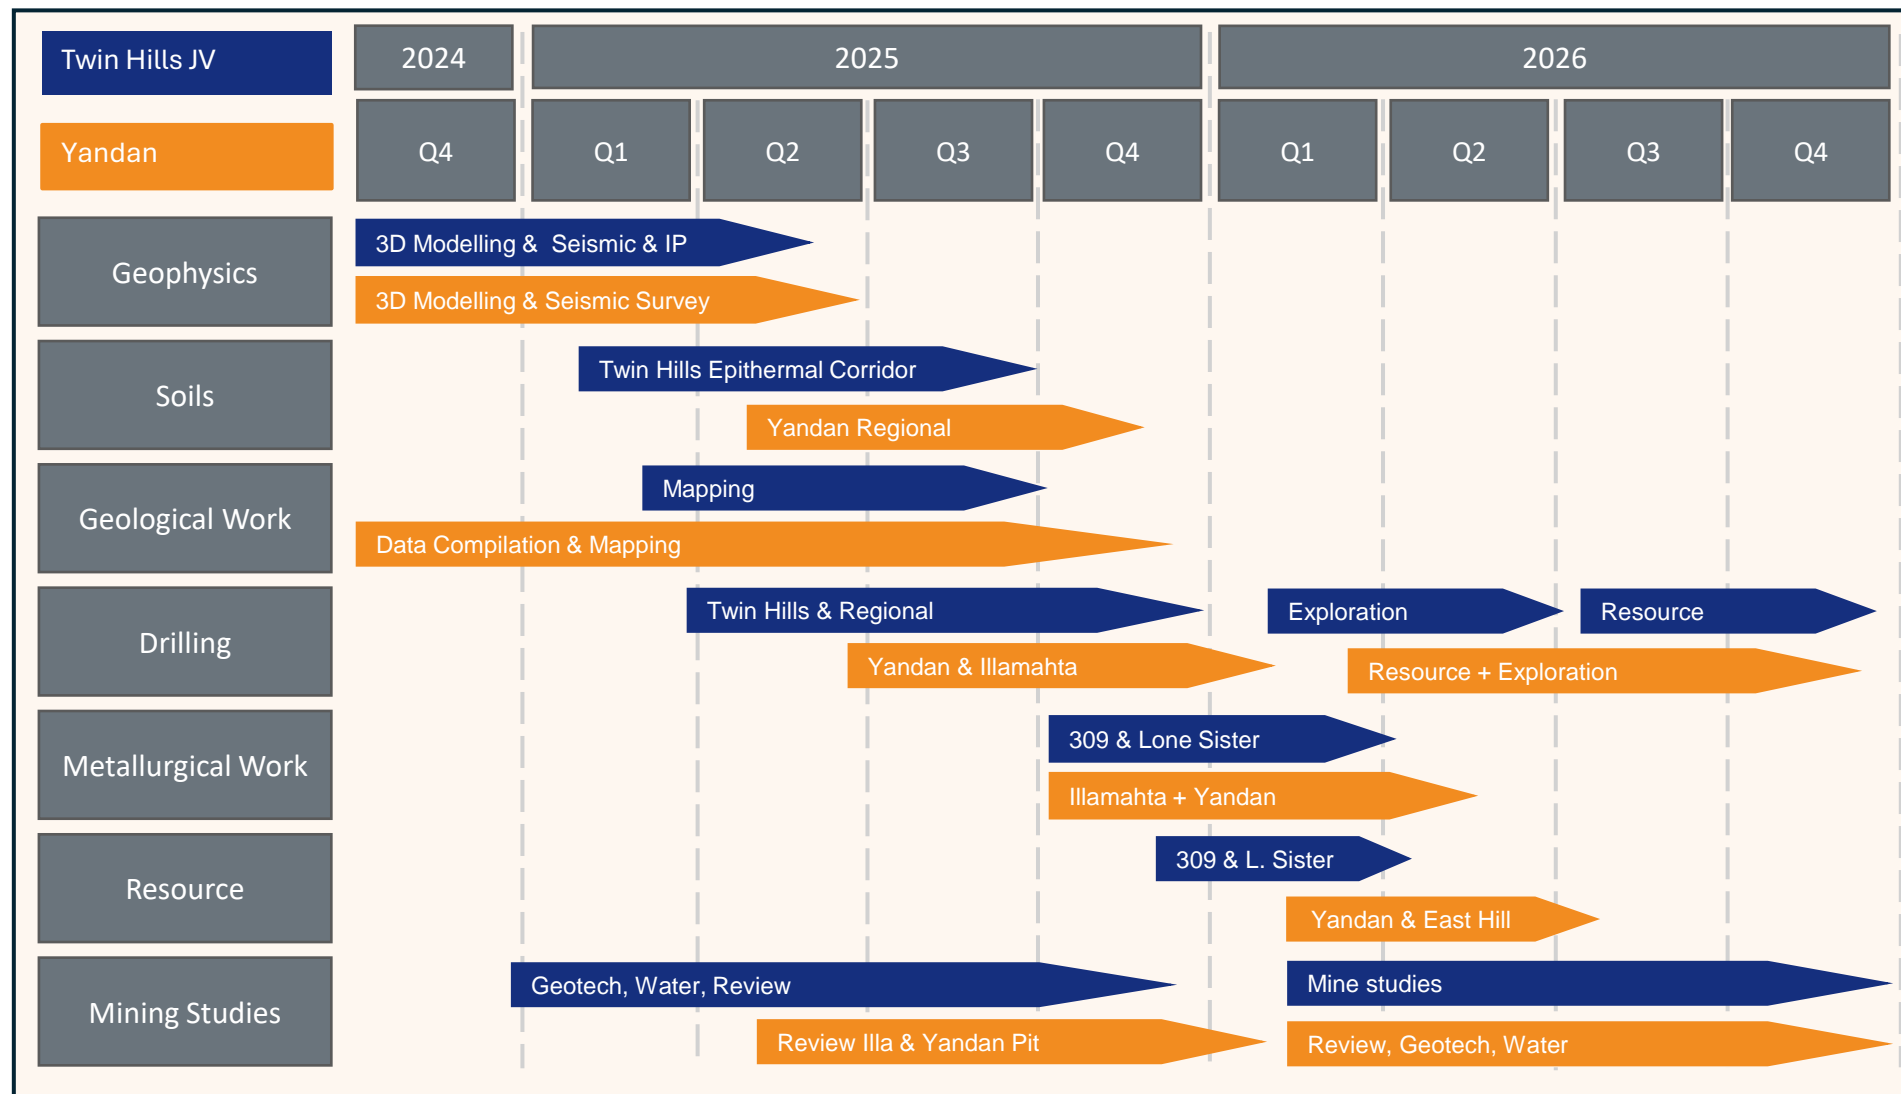 Twin Hills JV
2024
2025
2026
Yandan
Q4
Q1
Q2
Q3
Q4
Q1
Q2
Q3
Q4
Geophysics
3D Modelling & Seismic & IP
3D Modelling & Seismic Survey
Soils
Twin Hills Epithermal Corridor
Yandan Regional
Geological Work
Mapping
Data Compilation & Mapping
Drilling
Twin Hills & Regional
Exploration
Resource
Yandan & Illamahta
Resource + Exploration
Metallurgical Work
309 & Lone Sister
Illamahta + Yandan
Resource
309 & L. Sister
Yandan & East Hill
Mining Studies
Geotech, Water, Review
Mine studies
Review Illa & Yandan Pit
Review, Geotech, Water